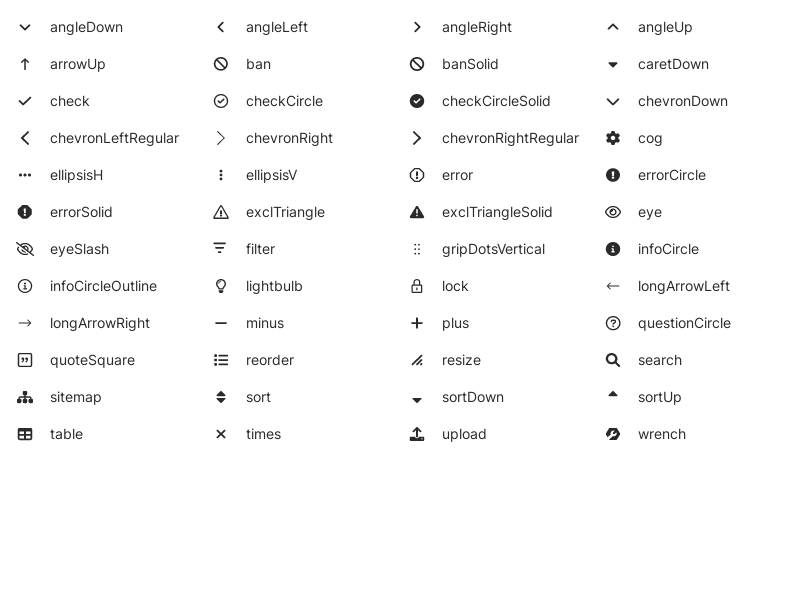 angleDown angleLeft angleRight angleUp
arrowUp ban banSolid caretDown
check checkCircle checkCircleSolid chevronDown
chevronLeftRegular chevronRight chevronRightRegular cog
ellipsisH ellipsisV error errorCircle
errorSolid exclTriangle exclTriangleSolid eye
eyeSlash filter gripDotsVertical infoCircle
infoCircleOutline lightbulb lock longArrowLeft
longArrowRight minus plus questionCircle
quoteSquare reorder resize search
sitemap sort sortDown sortUp
table times upload wrench